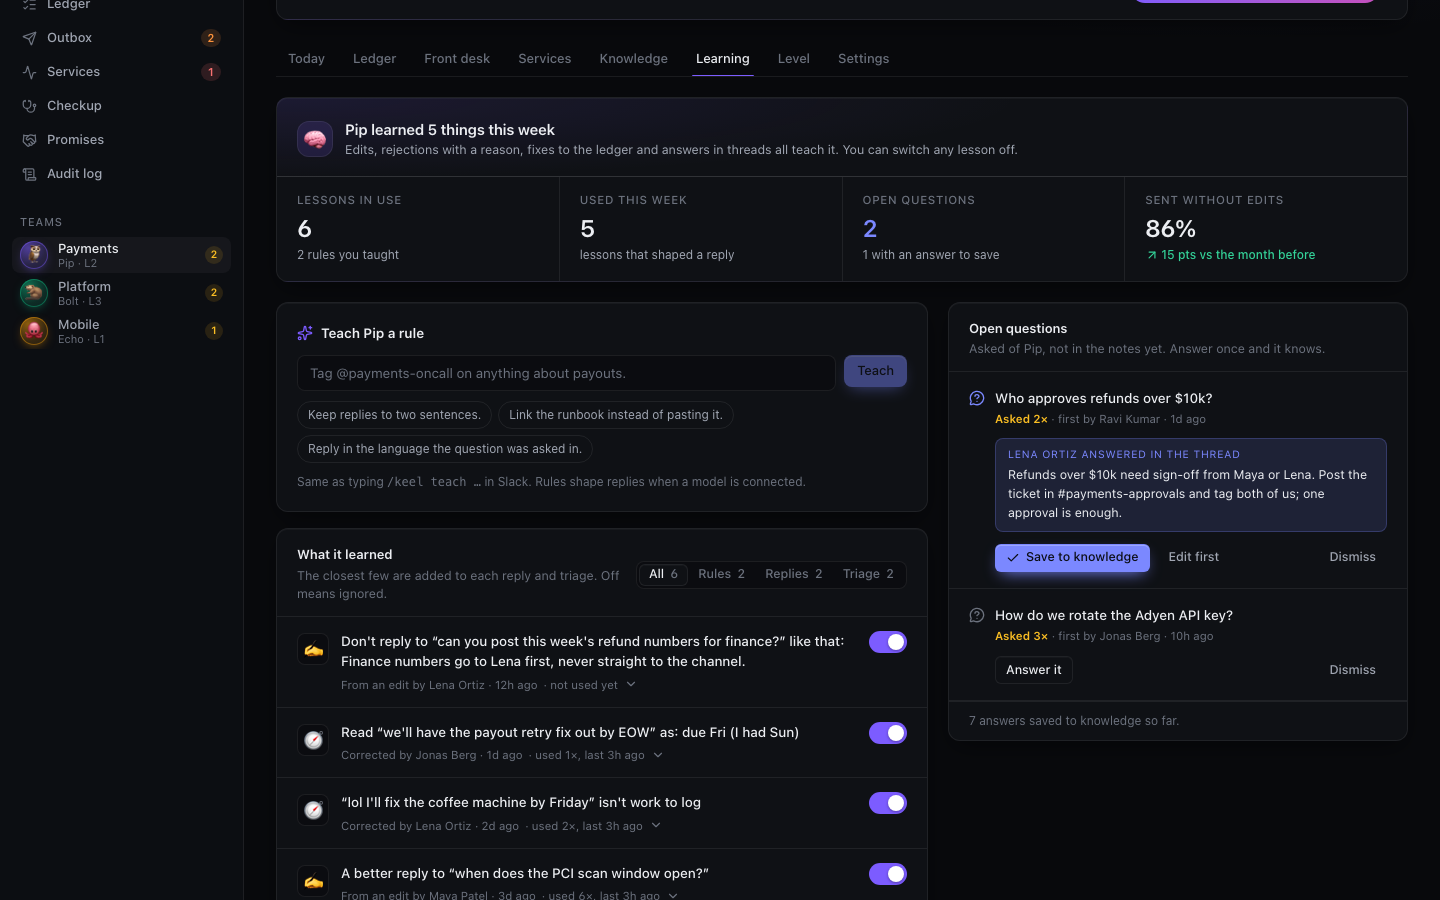 Ledger
Outbox 2
Services 1
Checkup
Promises
Audit log
TEAMS
Payments
Pip · L2
2
Platform
Bolt · L3
2
Mobile
Echo · L1
1
Today Ledger Front desk Services Knowledge Learning Level Settings
Pip learned 5 things this week
Edits, rejections with a reason, fixes to the ledger and answers in threads all teach it. You can switch any lesson off.
LESSONS IN USE
6
2 rules you taught
USED THIS WEEK
5
lessons that shaped a reply
OPEN QUESTIONS
2
1 with an answer to save
SENT WITHOUT EDITS
86%
↗ 15 pts vs the month before
Teach Pip a rule
Tag @payments-oncall on anything about payouts.
Teach
Keep replies to two sentences.
Link the runbook instead of pasting it.
Reply in the language the question was asked in.
Same as typing /keel teach … in Slack. Rules shape replies when a model is connected.
What it learned
The closest few are added to each reply and triage. Off
means ignored.
All 6 Rules 2 Replies 2 Triage 2
Don't reply to “can you post this week's refund numbers for finance?” like that:
Finance numbers go to Lena first, never straight to the channel.
From an edit by Lena Ortiz · 12h ago · not used yet
Read “we'll have the payout retry fix out by EOW” as: due Fri (I had Sun)
Corrected by Jonas Berg · 1d ago · used 1×, last 3h ago
“lol I'll fix the coffee machine by Friday” isn't work to log
Corrected by Lena Ortiz · 2d ago · used 2×, last 3h ago
A better reply to “when does the PCI scan window open?”
From an edit by Maya Patel · 3d ago · used 6×, last 3h ago
Open questions
Asked of Pip, not in the notes yet. Answer once and it knows.
Who approves refunds over $10k?
Asked 2× · first by Ravi Kumar · 1d ago
LENA ORTIZ ANSWERED IN THE THREAD
Refunds over $10k need sign-off from Maya or Lena. Post the
ticket in #payments-approvals and tag both of us; one
approval is enough.
Save to knowledge
Edit first
Dismiss
How do we rotate the Adyen API key?
Asked 3× · first by Jonas Berg · 10h ago
Answer it
Dismiss
7 answers saved to knowledge so far.